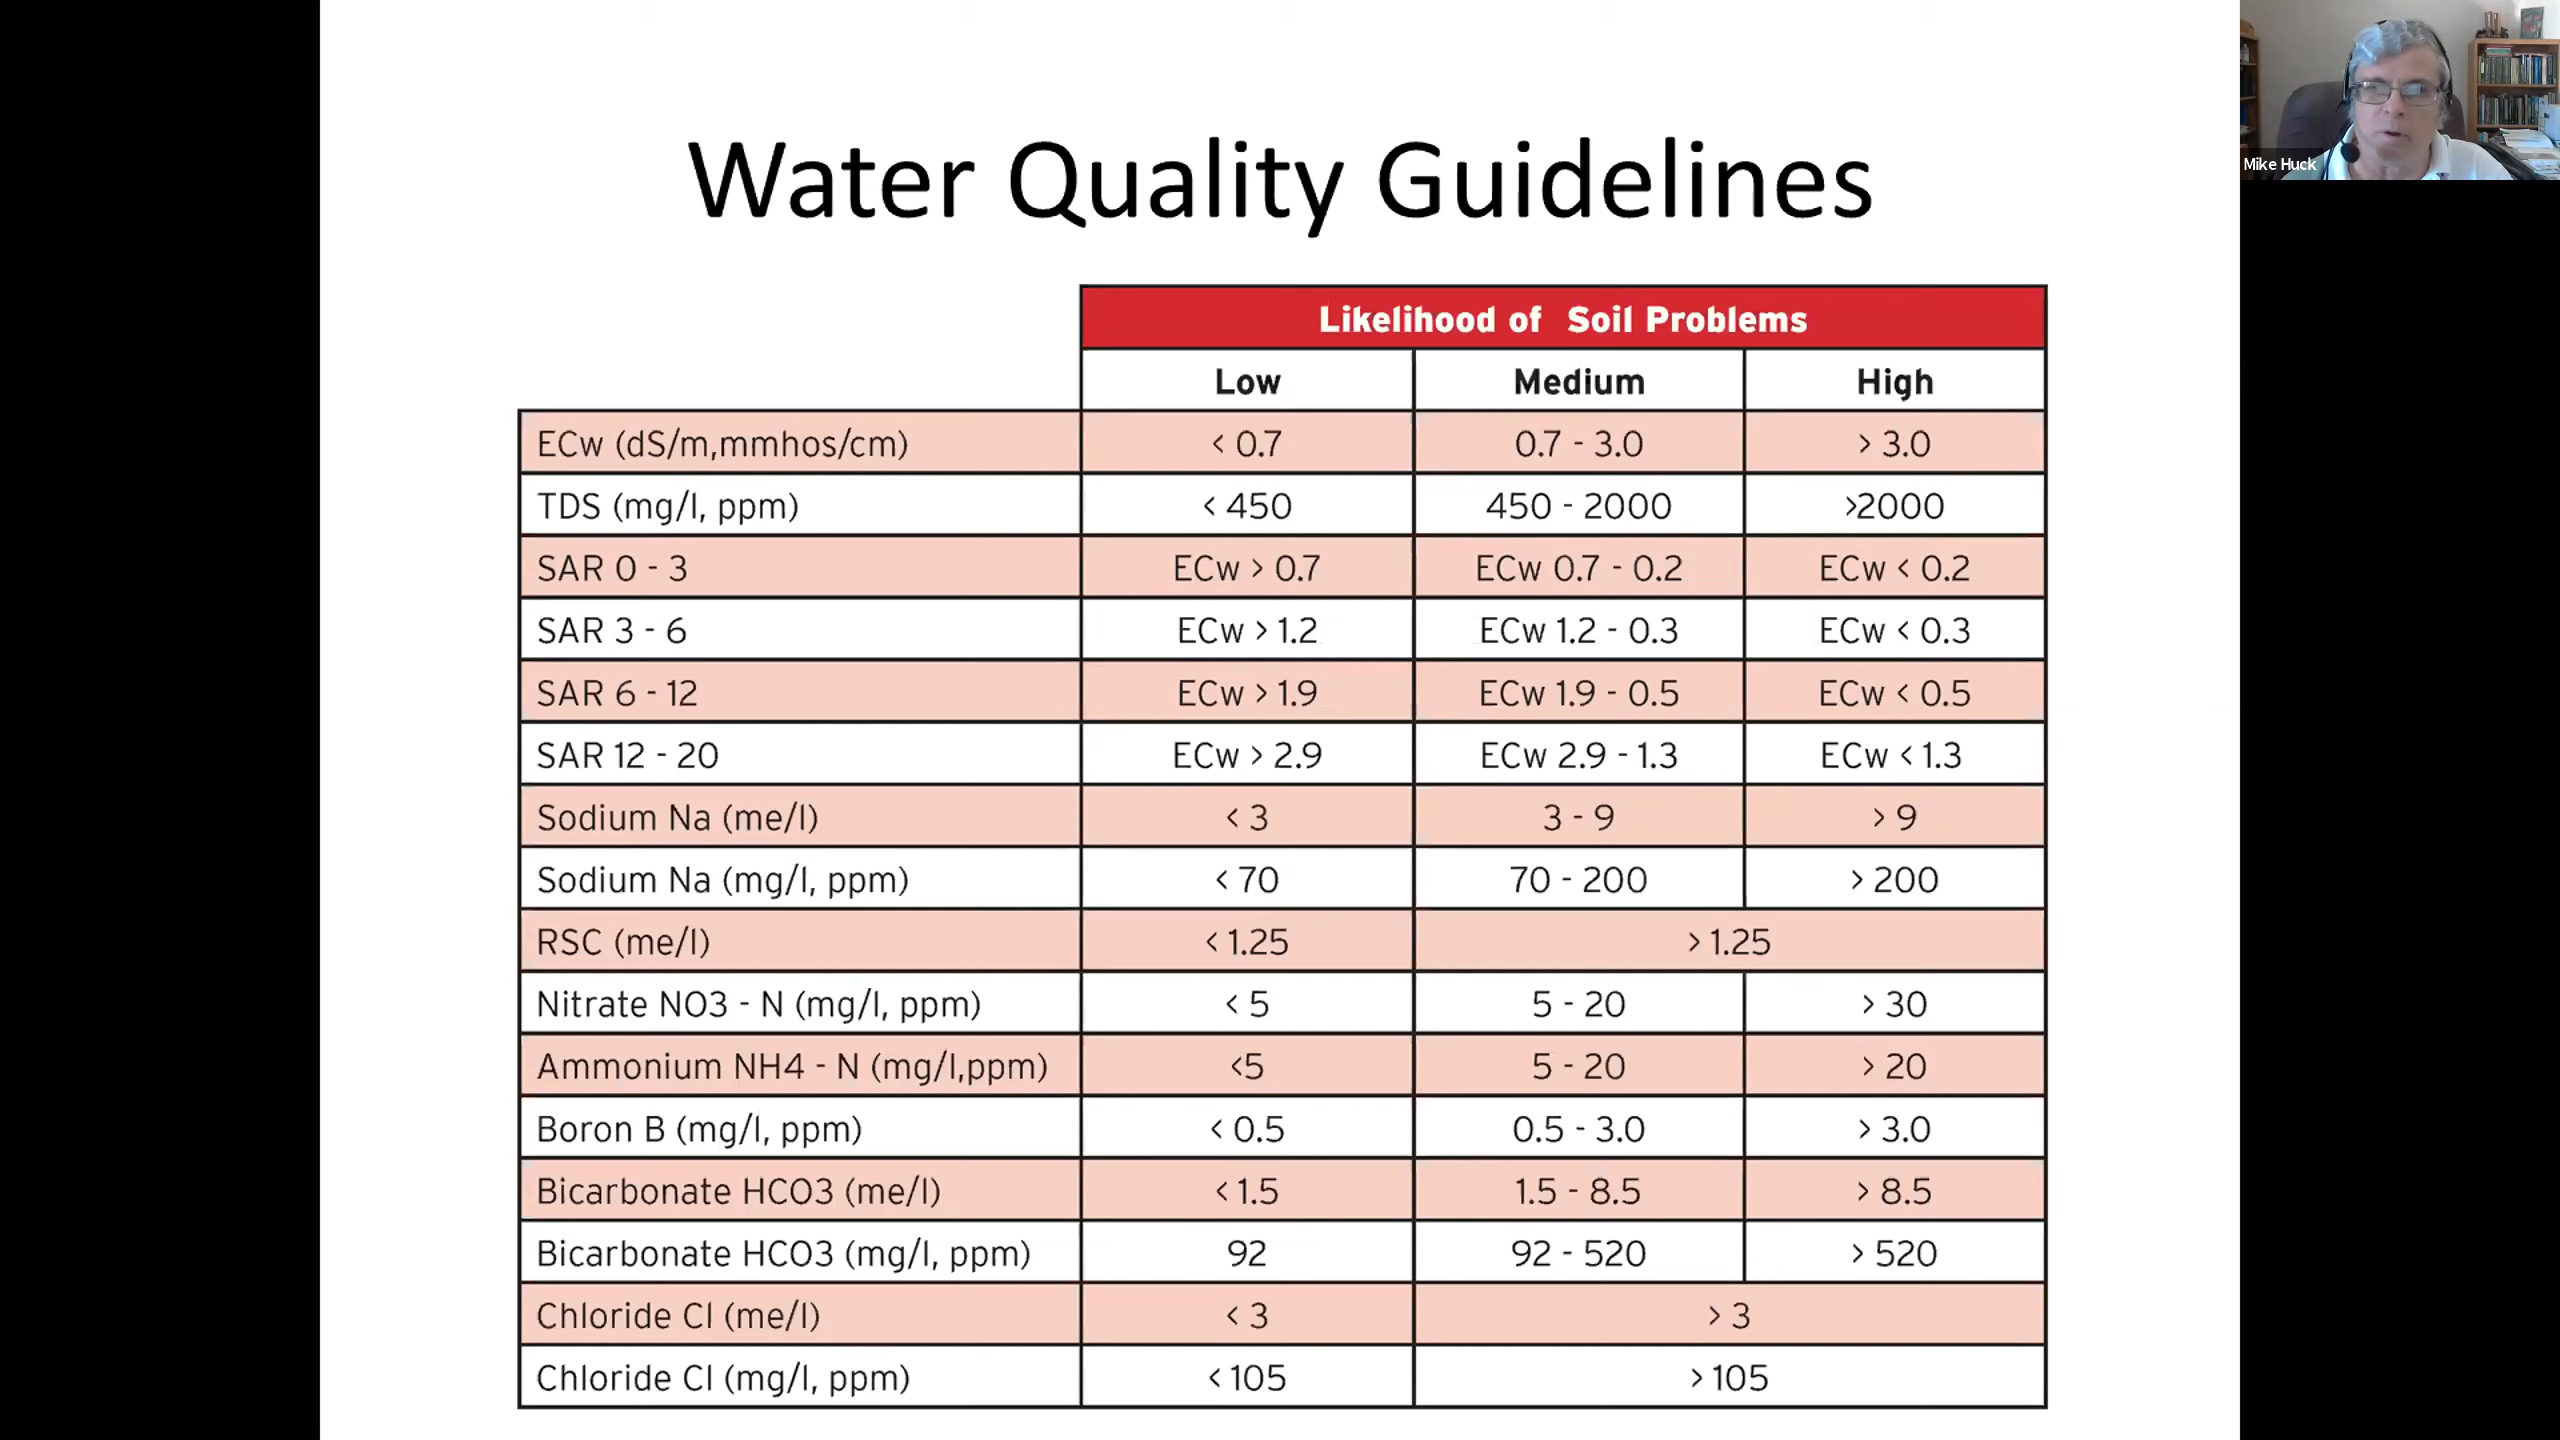 Mike Huck
Water Quality Guidelines
Likelihood of Soil Problems
Low Medium High
ECw (dS/m,mmhos/cm) < 0.7 0.7 - 3.0 > 3.0
TDS (mg/l, ppm) < 450 450 - 2000 >2000
SAR 0 - 3 ECw > 0.7 ECw 0.7 - 0.2 ECw < 0.2
SAR 3 - 6 ECw > 1.2 ECw 1.2 - 0.3 ECw < 0.3
SAR 6 - 12 ECw > 1.9 ECw 1.9 - 0.5 ECw < 0.5
SAR 12 - 20 ECw > 2.9 ECw 2.9 - 1.3 ECw < 1.3
Sodium Na (me/l) < 3 3 - 9 > 9
Sodium Na (mg/l, ppm) < 70 70 - 200 > 200
RSC (me/l) < 1.25 > 1.25
Nitrate NO3 - N (mg/l, ppm) < 5 5 - 20 > 30
Ammonium NH4 - N (mg/l,ppm) <5 5 - 20 > 20
Boron B (mg/l, ppm) < 0.5 0.5 - 3.0 > 3.0
Bicarbonate HCO3 (me/l) < 1.5 1.5 - 8.5 > 8.5
Bicarbonate HCO3 (mg/l, ppm) 92 92 - 520 > 520
Chloride Cl (me/l) < 3 > 3
Chloride Cl (mg/l, ppm) < 105 > 105